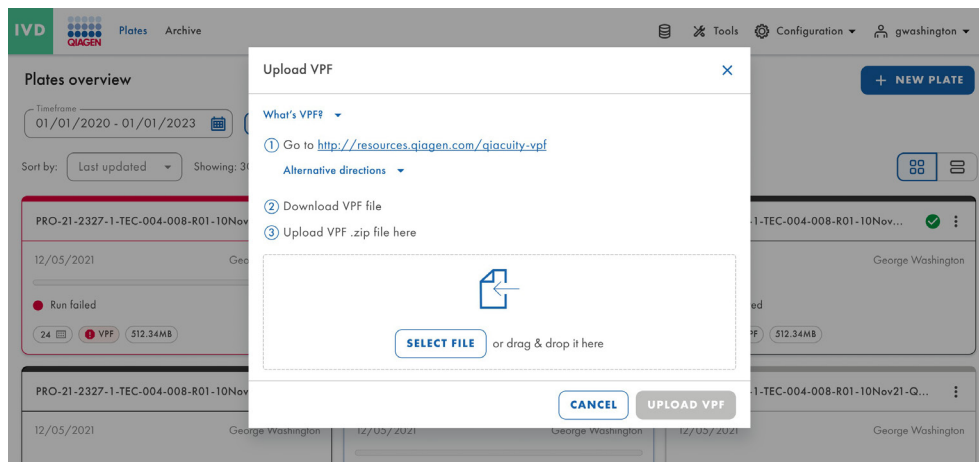 IVD
QIAGEN
Plates Archive
Tools Configuration gwashington
Plates overview
+ NEW PLATE
Timeframe
01/01/2020 - 01/01/2023
Sort by: Last updated Showing:
Upload VPF
What's VPF?
1 Go to http://resources.qiagen.com/qiacuity-vpf
Alternative directions
2 Download VPF file
3 Upload VPF .zip file here
SELECT FILE or drag & drop it here
CANCEL UPLOAD VPF
PRO-21-2327-1-TEC-004-008-R01-10Nov
-1-TEC-004-008-R01-10Nov...
12/05/2021
George Washington
Run failed
24 VPF 512.34MB
512.34MB
PRO-21-2327-1-TEC-004-008-R01-10Nov
-1-TEC-004-008-R01-10Nov21-Q...
12/05/2021 George Washington 12/05/2021 George Washington 12/05/2021 George Washington